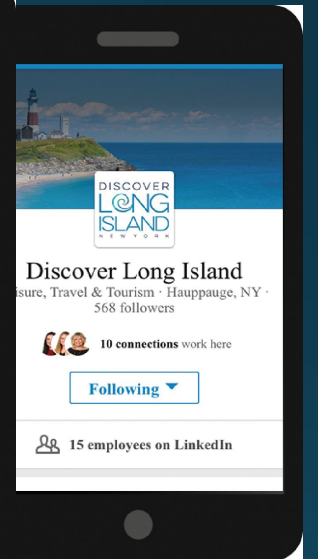 DISCOVER
LONG
ISLAND
NEW YORK
Discover Long Island
isure, Travel & Tourism · Hauppauge, NY ·
568 followers
10 connections work here
Following
15 employees on LinkedIn